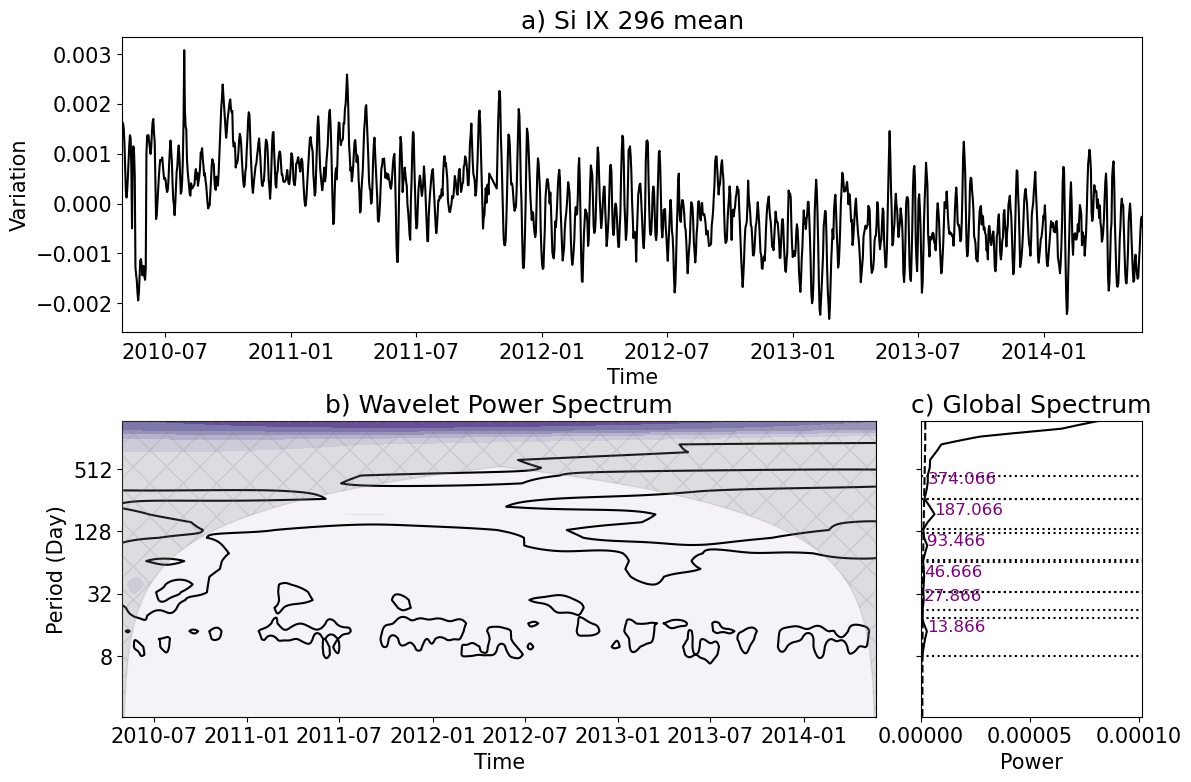 a) Si IX 296 mean
Variation
0.003
0.002
0.001
0.000
−0.001
−0.002
2010-07 2011-01 2011-07 2012-01 2012-07 2013-01 2013-07 2014-01
Time
b) Wavelet Power Spectrum
Period (Day)
512
128
32
8
2010-07 2011-01 2011-07 2012-01 2012-07 2013-01 2013-07 2014-01
Time
c) Global Spectrum
374.066
187.066
93.466
46.666
27.866
13.866
0.00000 0.00005 0.00010
Power